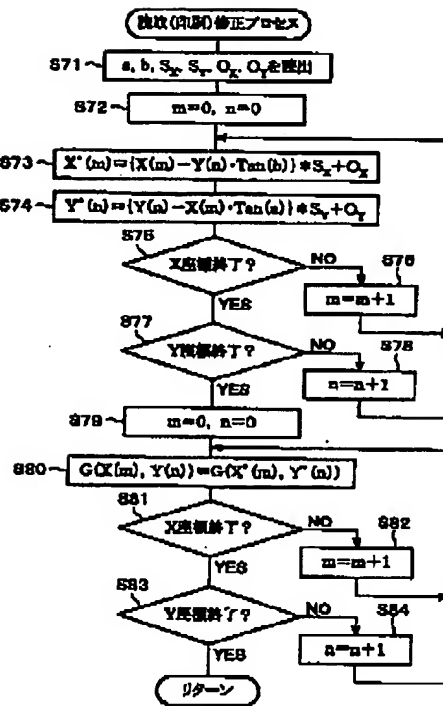 読取(印刷)修正プロセス
S71
a, b, S_X, S_Y, O_X, O_Yを読出
S72
m=0, n=0
S73
X"(m)={X(m)−Y(n)・Tan(b)}*S_X+O_X
S74
Y"(n)={Y(n)−X(m)・Tan(a)}*S_Y+O_Y
S75
X座標終了?
NO
S76
m=m+1
YES
S77
Y座標終了?
NO
S78
n=n+1
YES
S79
m=0, n=0
S80
G(X(m), Y(n))=G(X"(m), Y"(n))
S81
X座標終了?
NO
S82
m=m+1
YES
S83
Y座標終了?
NO
S84
n=n+1
YES
リターン